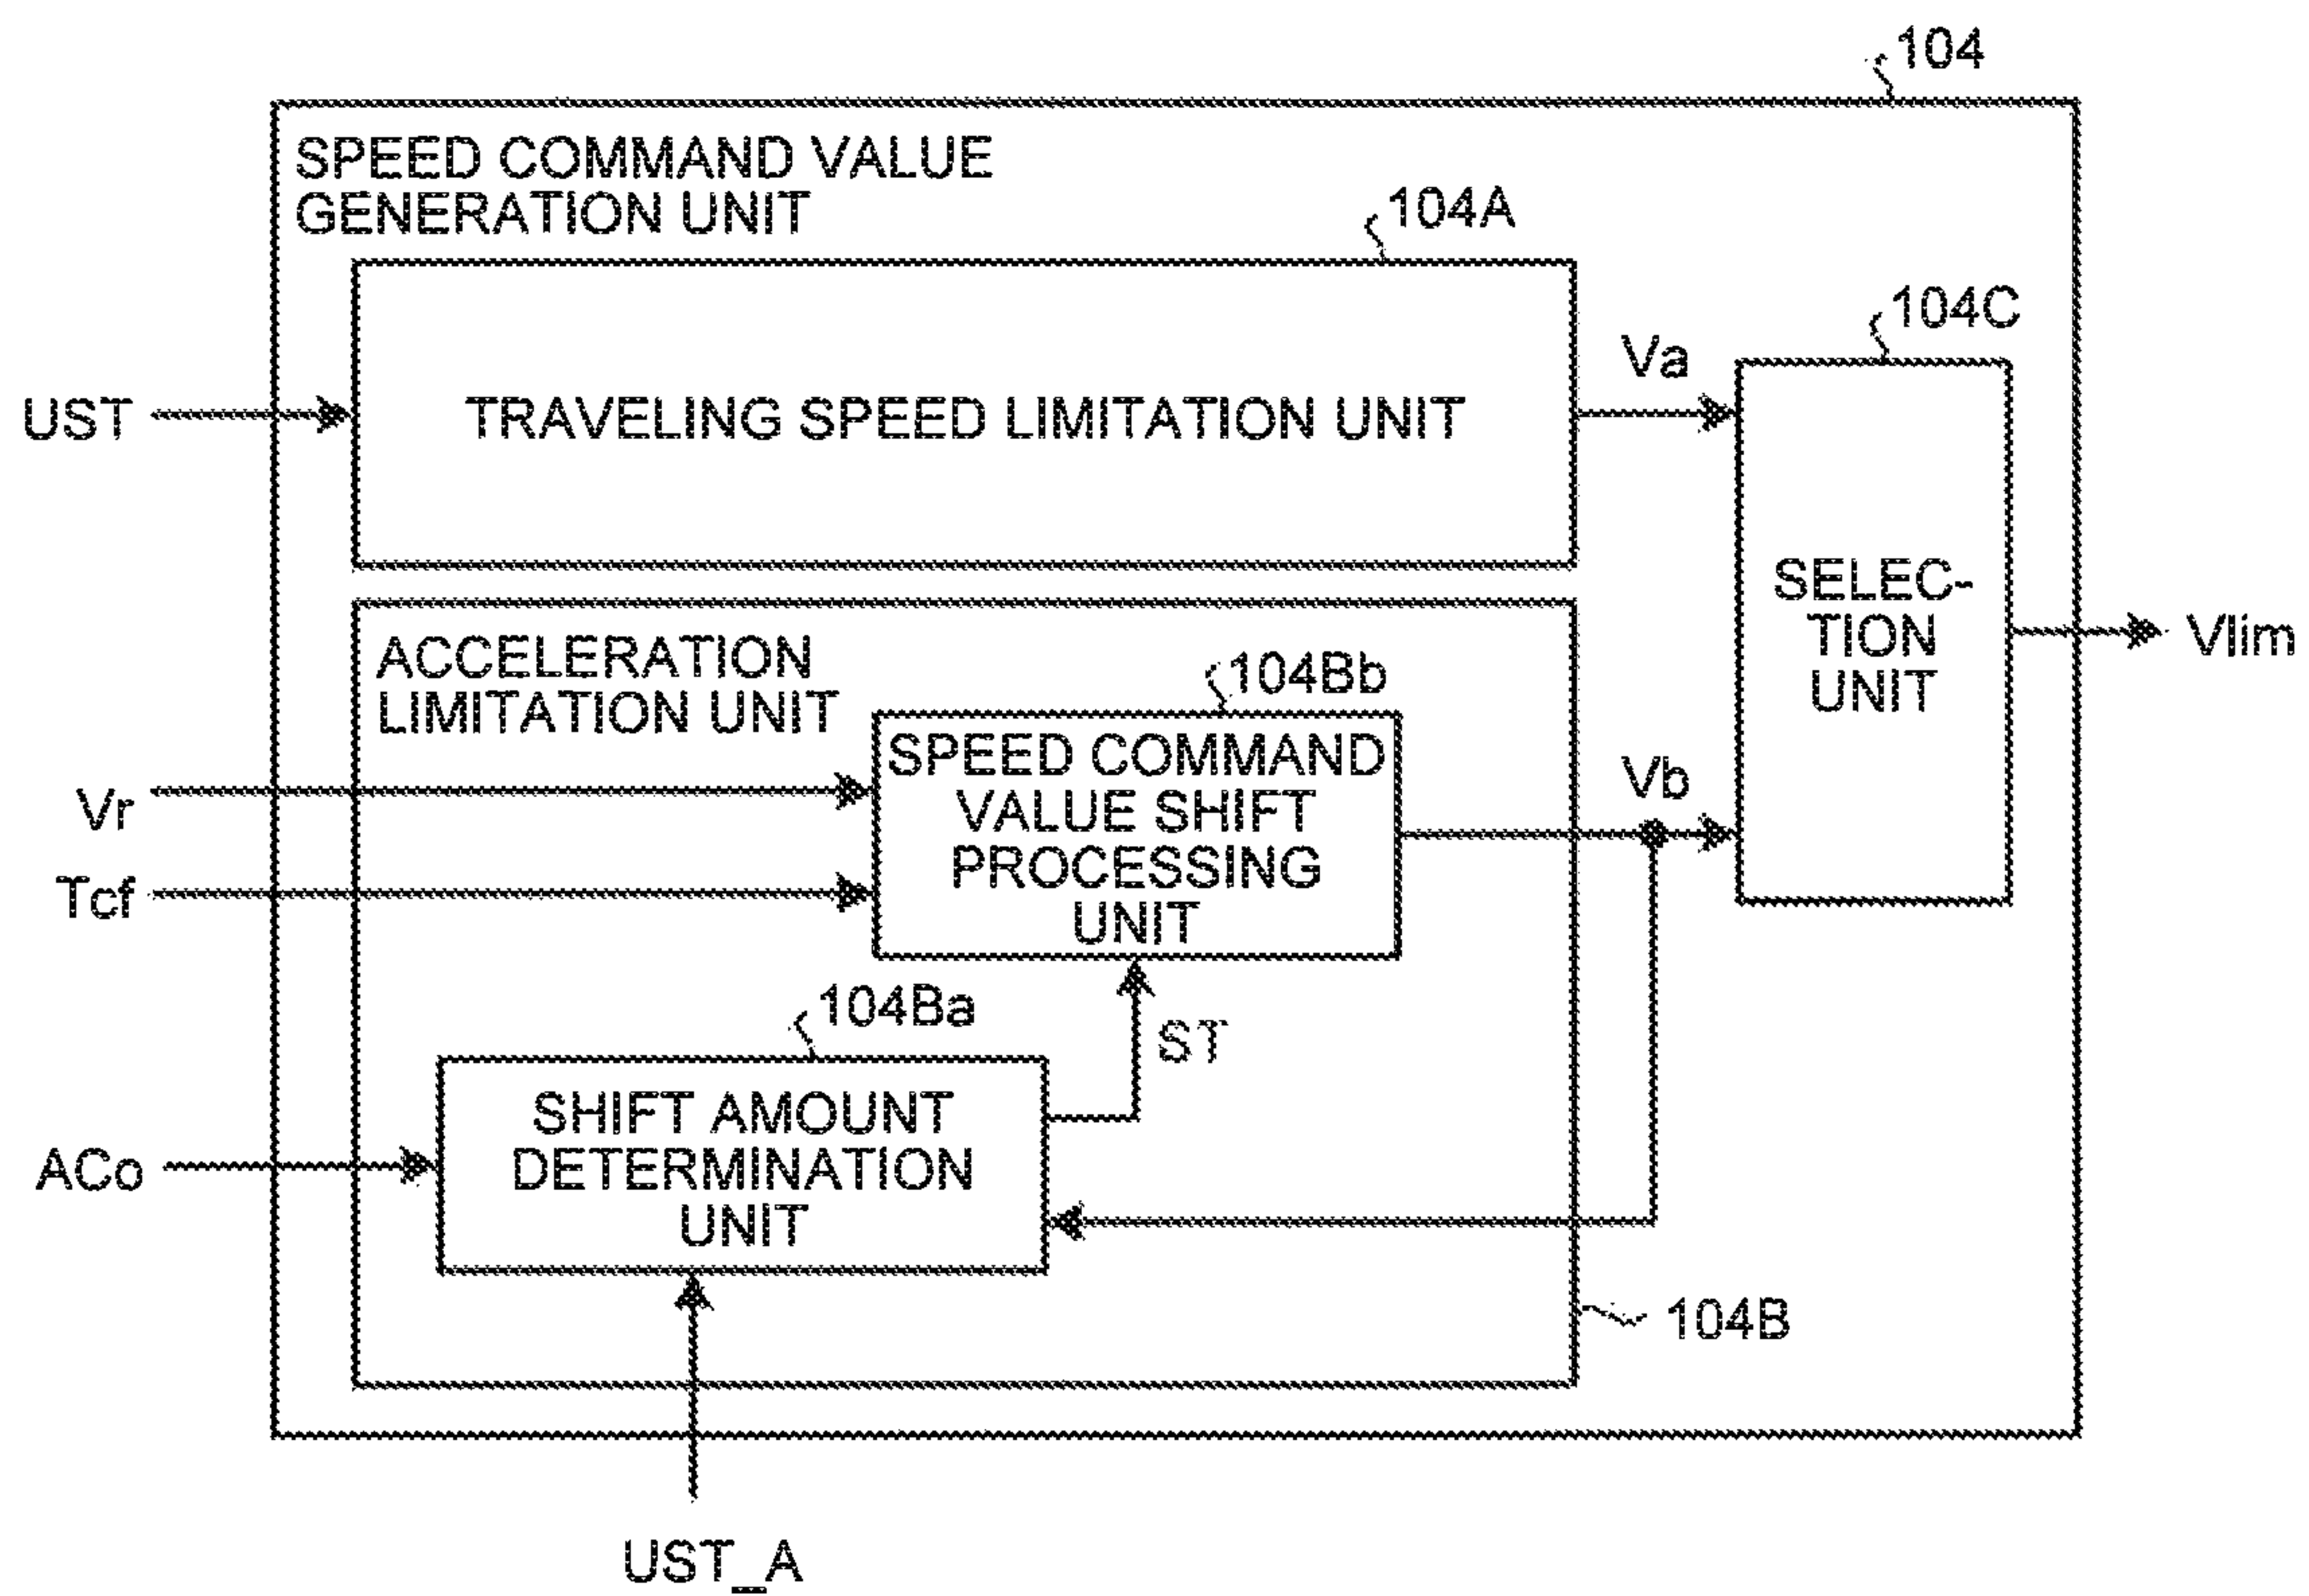 104
SPEED COMMAND VALUE
GENERATION UNIT
104A
104C
Va
UST
TRAVELING SPEED LIMITATION UNIT
SELEC-
TION
UNIT
Vlim
ACCELERATION
LIMITATION UNIT
104Bb
Vr
SPEED COMMAND
VALUE SHIFT
PROCESSING
UNIT
Vb
Tcf
104Ba
ST
ACo
SHIFT AMOUNT
DETERMINATION
UNIT
104B
UST_A